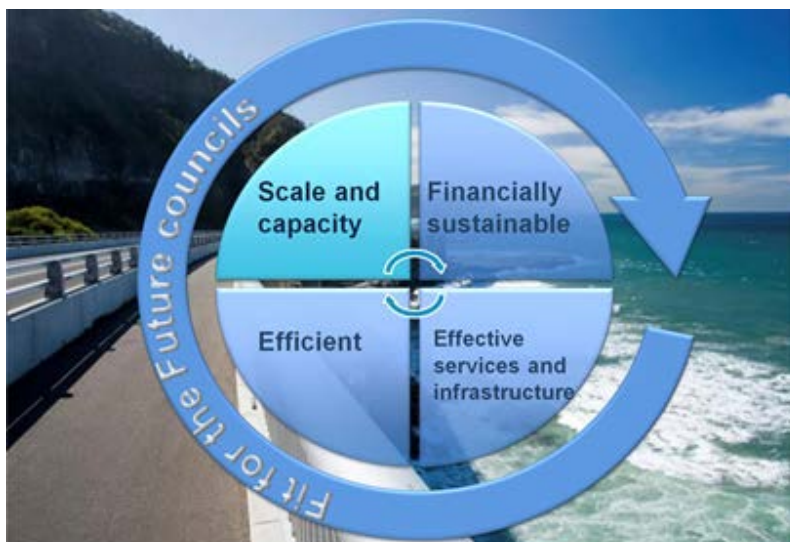 Fit for the Future councils
Scale and
capacity
Financially
sustainable
Efficient
Effective
services and
infrastructure